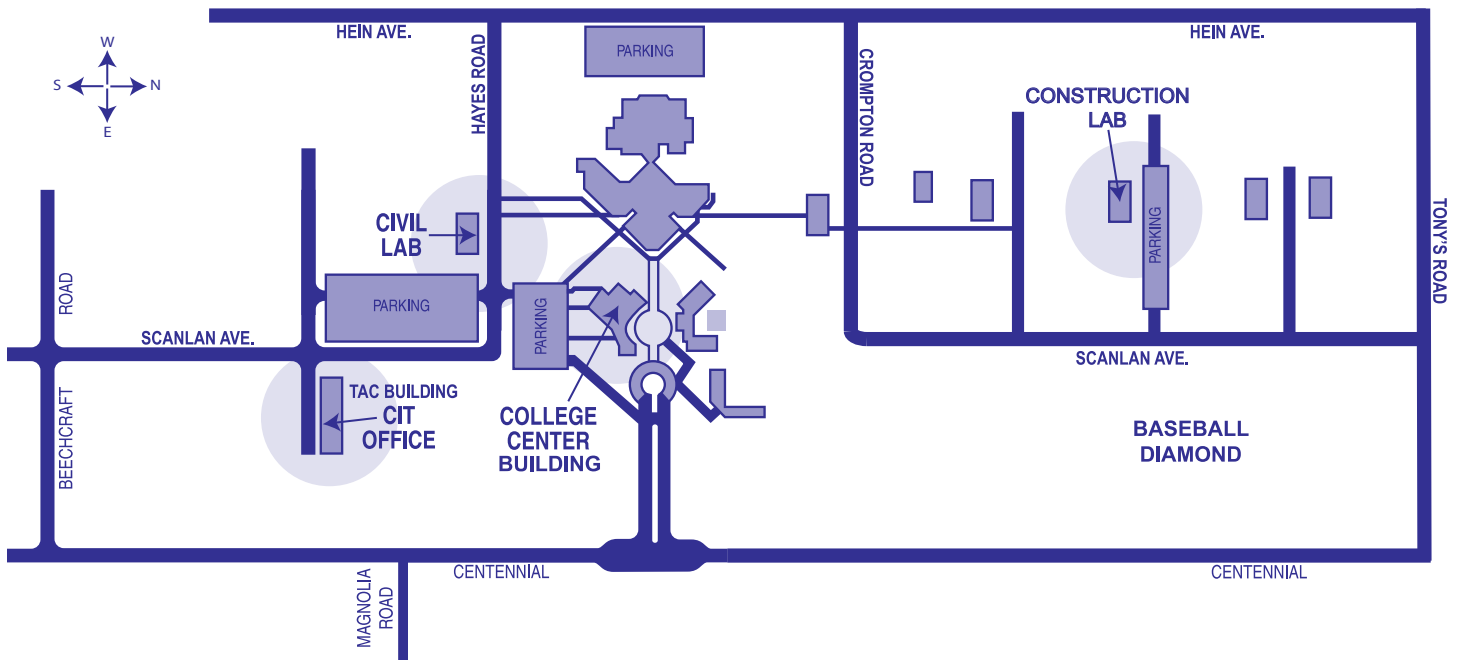 HEIN AVE.
HEIN AVE.
W
S
N
E
HAYES ROAD
PARKING
CROMPTON ROAD
CONSTRUCTION
LAB
CIVIL
LAB
PARKING
TONY'S ROAD
ROAD
PARKING
PARKING
SCANLAN AVE.
SCANLAN AVE.
BEECHCRAFT
TAC BUILDING
CIT
OFFICE
COLLEGE
CENTER
BUILDING
BASEBALL
DIAMOND
CENTENNIAL
CENTENNIAL
MAGNOLIA
ROAD